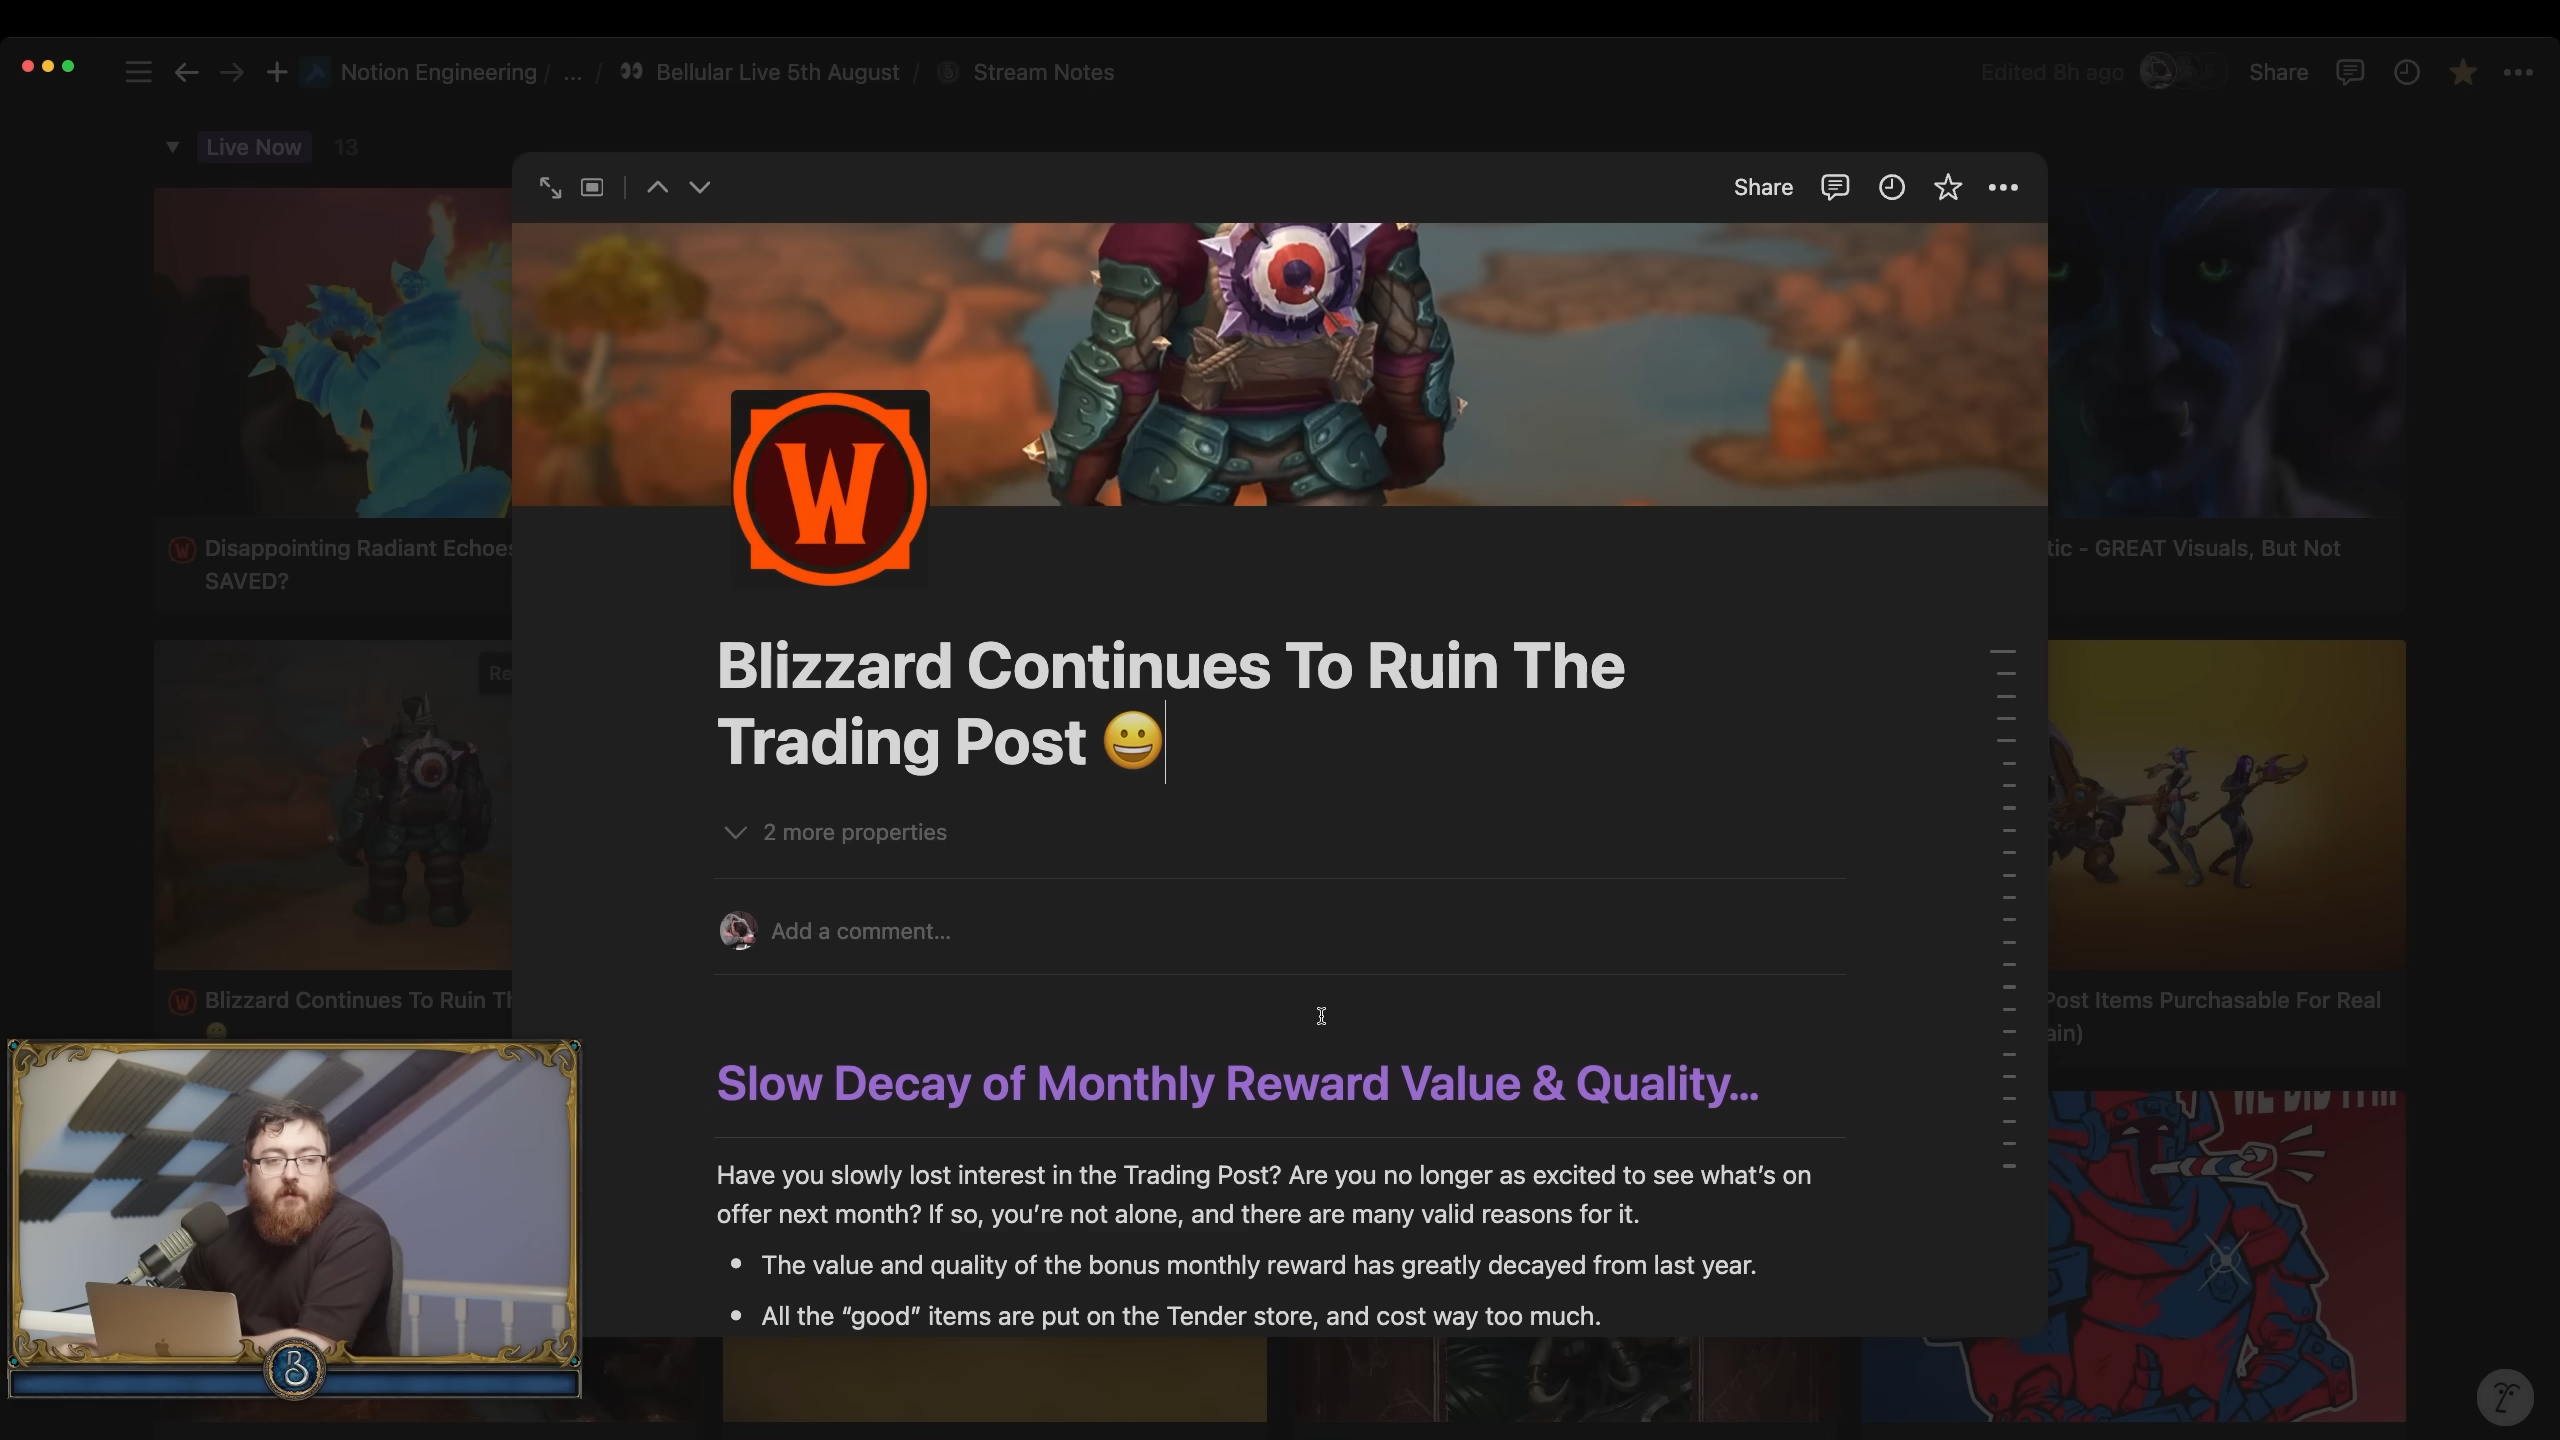 Notion Engineering / ... / 👀 Bellular Live 5th August / Stream Notes
Edited 8h ago
Share
Live Now 13
Share
Disappointing Radiant Echoes
SAVED?
tic - GREAT Visuals, But Not
W
Blizzard Continues To Ruin The
Trading Post 😀
2 more properties
Add a comment...
Re
Blizzard Continues To Ruin Th
😀
Post Items Purchasable For Real
ain)
Slow Decay of Monthly Reward Value & Quality…
Have you slowly lost interest in the Trading Post? Are you no longer as excited to see what’s on
offer next month? If so, you’re not alone, and there are many valid reasons for it.
• The value and quality of the bonus monthly reward has greatly decayed from last year.
• All the “good” items are put on the Tender store, and cost way too much.
B